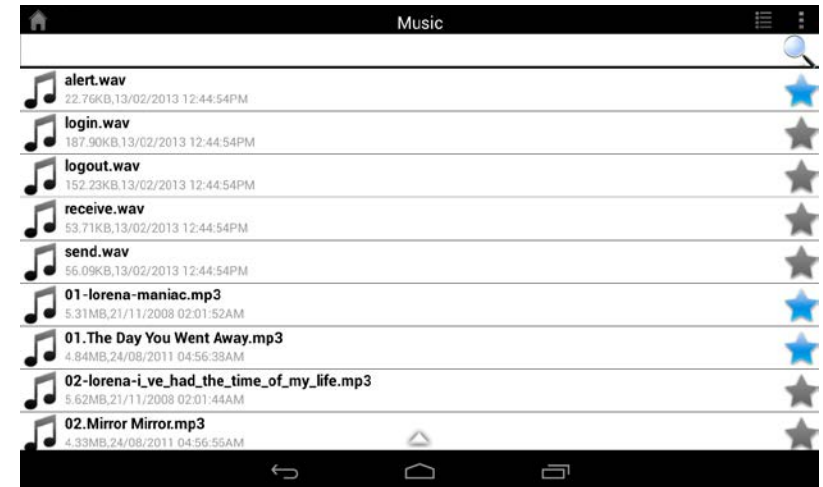 Music
alert.wav
22.76KB,13/02/2013 12:44:54PM
login.wav
187.90KB,13/02/2013 12:44:54PM
logout.wav
152.23KB,13/02/2013 12:44:54PM
receive.wav
53.71KB,13/02/2013 12:44:54PM
send.wav
56.09KB,13/02/2013 12:44:54PM
01-lorena-maniac.mp3
5.31MB,21/11/2008 02:01:52AM
01.The Day You Went Away.mp3
4.84MB,24/08/2011 04:56:38AM
02-lorena-i_ve_had_the_time_of_my_life.mp3
5.62MB,21/11/2008 02:01:44AM
02.Mirror Mirror.mp3
4.33MB,24/08/2011 04:56:56AM